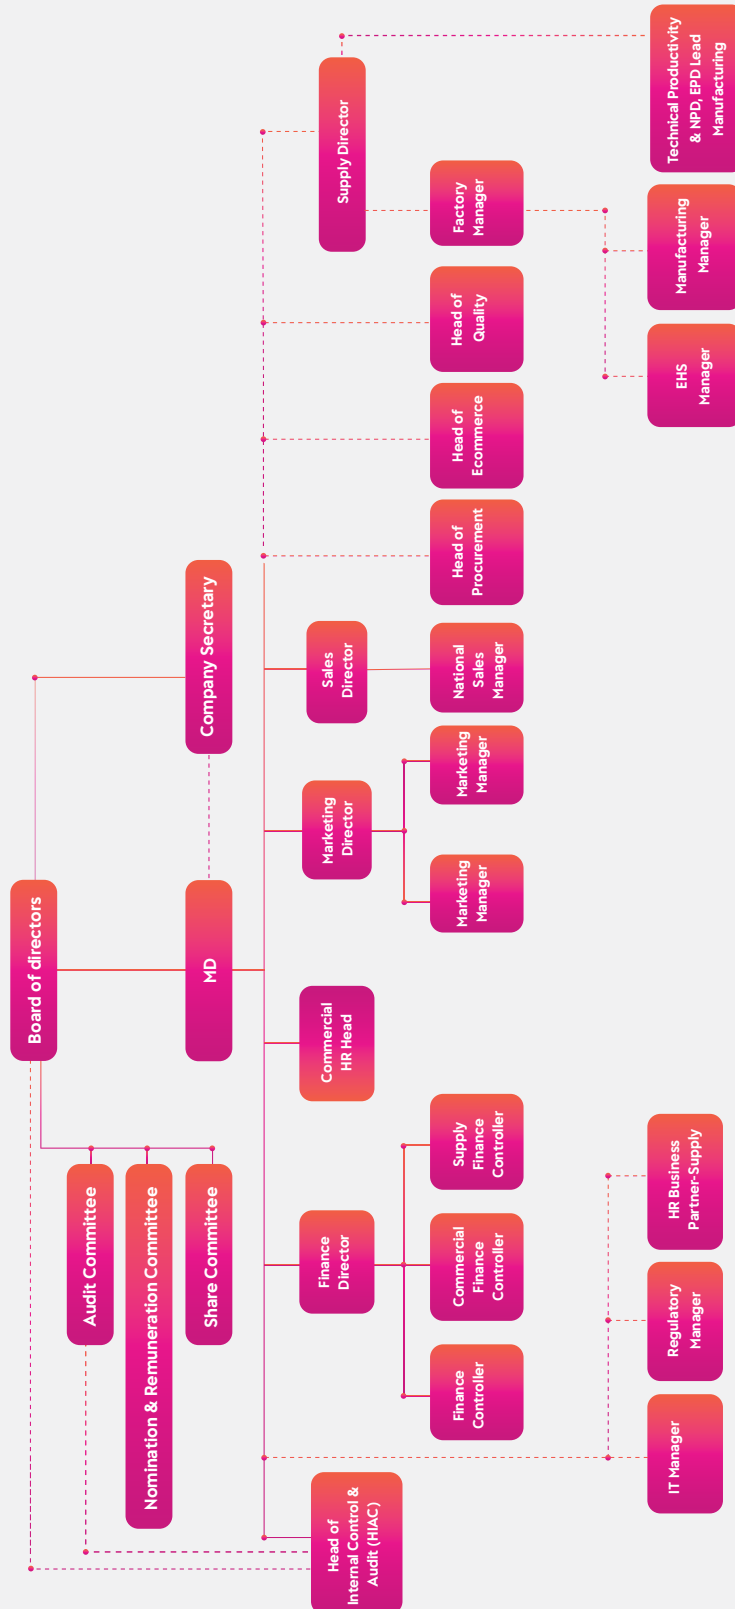 Board of directors
Audit Committee
Nomination & Remuneration Committee
Share Committee
MD
Company Secretary
Head of
Internal Control &
Audit (HIAC)
Finance
Director
Commercial
HR Head
Marketing
Director
Sales
Director
Supply Director
Finance
Controller
Commercial
Finance
Controller
Supply
Finance
Controller
Marketing
Manager
Marketing
Manager
National
Sales
Manager
Head of
Procurement
Head of
Ecommerce
Head of
Quality
Factory
Manager
IT Manager
Regulatory
Manager
HR Business
Partner-Supply
EHS
Manager
Manufacturing
Manager
Technical Productivity
& NPD, EPD Lead
Manufacturing